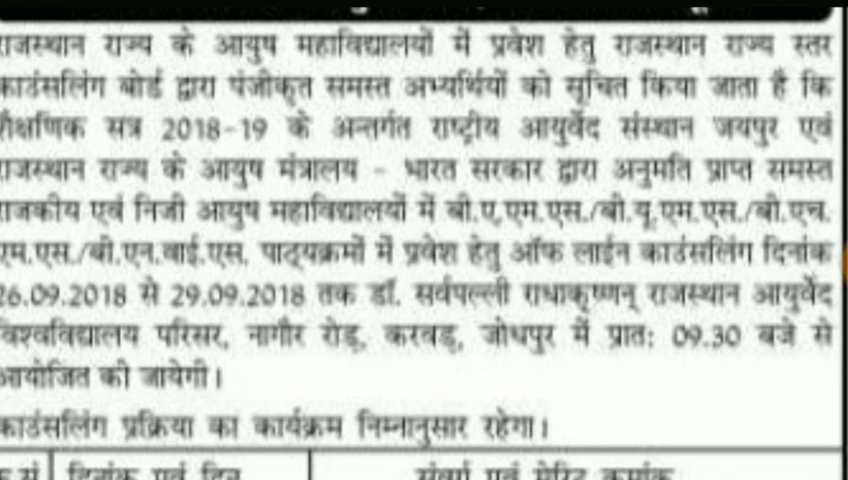 राजस्थान राज्य के आयुष महाविद्यालयों में प्रवेश हेतु राजस्थान राज्य स्तर
काउंसलिंग बोर्ड द्वारा पंजीकृत समस्त अभ्यर्थियों को सूचित किया जाता है कि
शैक्षणिक सत्र 2018-19 के अन्तर्गत राष्ट्रीय आयुर्वेद संस्थान जयपुर एवं
राजस्थान राज्य के आयुष मंत्रालय - भारत सरकार द्वारा अनुमति प्राप्त समस्त
राजकीय एवं निजी आयुष महाविद्यालयों में बी.ए.एम.एस./बी.यू.एम.एस./बी.एच.
एम.एस./बी.एन.वाई.एस. पाठ्यक्रमों में प्रवेश हेतु ऑफ लाईन काउंसलिंग दिनांक
26.09.2018 से 29.09.2018 तक डॉ. सर्वपल्ली राधाकृष्णन् राजस्थान आयुर्वेद
विश्वविद्यालय परिसर, नागौर रोड़, करवड़, जोधपुर में प्रात: 09.30 बजे से
आयोजित की जायेगी।
काउंसलिंग प्रक्रिया का कार्यक्रम निम्नानुसार रहेगा।
क्र.सं दिनांक एवं दिन संवर्ग एवं मेरिट क्रमांक